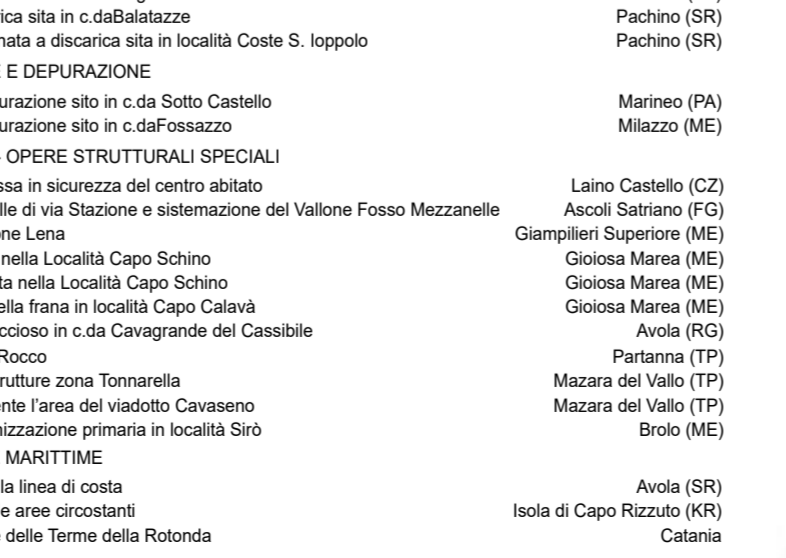 rica sita in c.daBalatazze Pachino (SR)
nata a discarica sita in località Coste S. Ioppolo Pachino (SR)
E DEPURAZIONE
urazione sito in c.da Sotto Castello Marineo (PA)
urazione sito in c.daFossazzo Milazzo (ME)
- OPERE STRUTTURALI SPECIALI
ssa in sicurezza del centro abitato Laino Castello (CZ)
lle di via Stazione e sistemazione del Vallone Fosso Mezzanelle Ascoli Satriano (FG)
ne Lena Giampilieri Superiore (ME)
nella Località Capo Schino Gioiosa Marea (ME)
ta nella Località Capo Schino Gioiosa Marea (ME)
ella frana in località Capo Calavà Gioiosa Marea (ME)
ccioso in c.da Cavagrande del Cassibile Avola (RG)
Rocco Partanna (TP)
rutture zona Tonnarella Mazara del Vallo (TP)
ente l’area del viadotto Cavaseno Mazara del Vallo (TP)
nizzazione primaria in località Sirò Brolo (ME)
MARITTIME
la linea di costa Avola (SR)
e aree circostanti Isola di Capo Rizzuto (KR)
delle Terme della Rotonda Catania